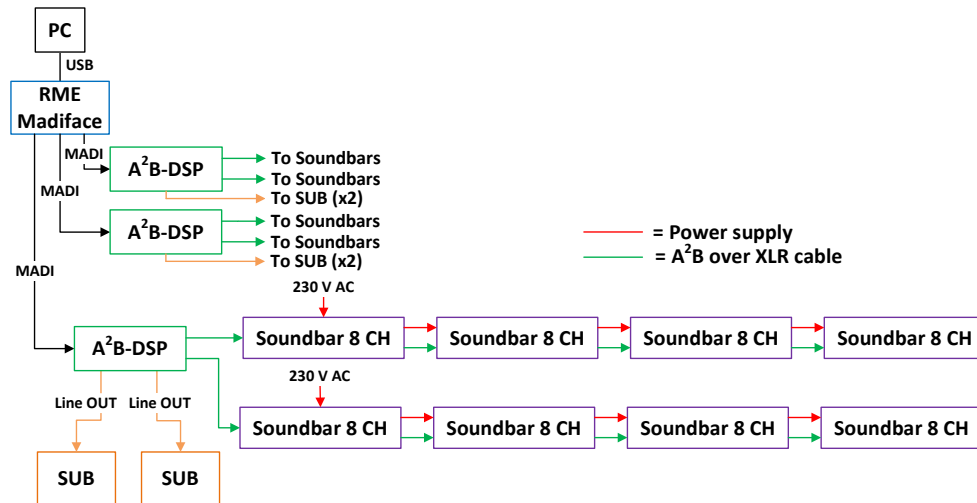 PC
USB
RME
Madiface
MADI
A²B-DSP
To Soundbars
To Soundbars
To SUB (x2)
MADI
A²B-DSP
To Soundbars
To Soundbars
To SUB (x2)
= Power supply
= A²B over XLR cable
MADI
230 V AC
A²B-DSP
Soundbar 8 CH
Soundbar 8 CH
Soundbar 8 CH
Soundbar 8 CH
230 V AC
Line OUT
Line OUT
Soundbar 8 CH
Soundbar 8 CH
Soundbar 8 CH
Soundbar 8 CH
SUB
SUB